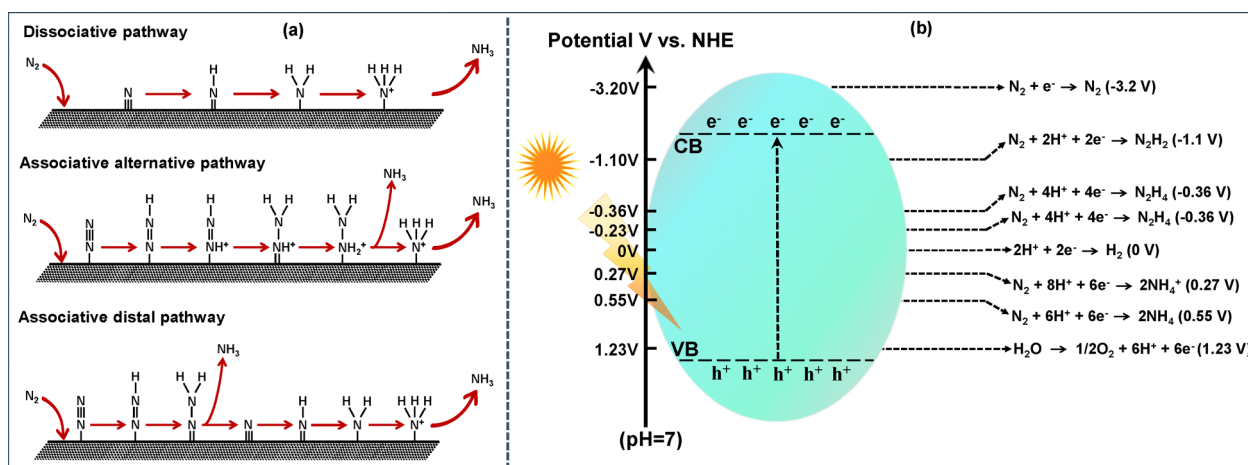 Dissociative pathway
(a)
N₂
N
H
N
H H
N
H H H
N⁺
NH₃
Associative alternative pathway
N₂
N
N
H
N
N
H
N
NH⁺
H H
N
NH⁺
H H
N
NH₂⁺
NH₃
H H H
N⁺
NH₃
Associative distal pathway
N₂
N
N
H
N
N
H H
N
N
NH₃
N
H
N
H H
N
H H H
N⁺
NH₃
(b)
Potential V vs. NHE
-3.20V
-1.10V
-0.36V
-0.23V
0V
0.27V
0.55V
1.23V
(pH=7)
e⁻ e⁻ e⁻ e⁻ e⁻
CB
VB
h⁺ h⁺ h⁺ h⁺ h⁺
N₂ + e⁻ → N₂ (-3.2 V)
N₂ + 2H⁺ + 2e⁻ → N₂H₂ (-1.1 V)
N₂ + 4H⁺ + 4e⁻ → N₂H₄ (-0.36 V)
N₂ + 4H⁺ + 4e⁻ → N₂H₄ (-0.36 V)
2H⁺ + 2e⁻ → H₂ (0 V)
N₂ + 8H⁺ + 6e⁻ → 2NH₄⁺ (0.27 V)
N₂ + 6H⁺ + 6e⁻ → 2NH₄ (0.55 V)
H₂O → 1/2O₂ + 6H⁺ + 6e⁻ (1.23 V)